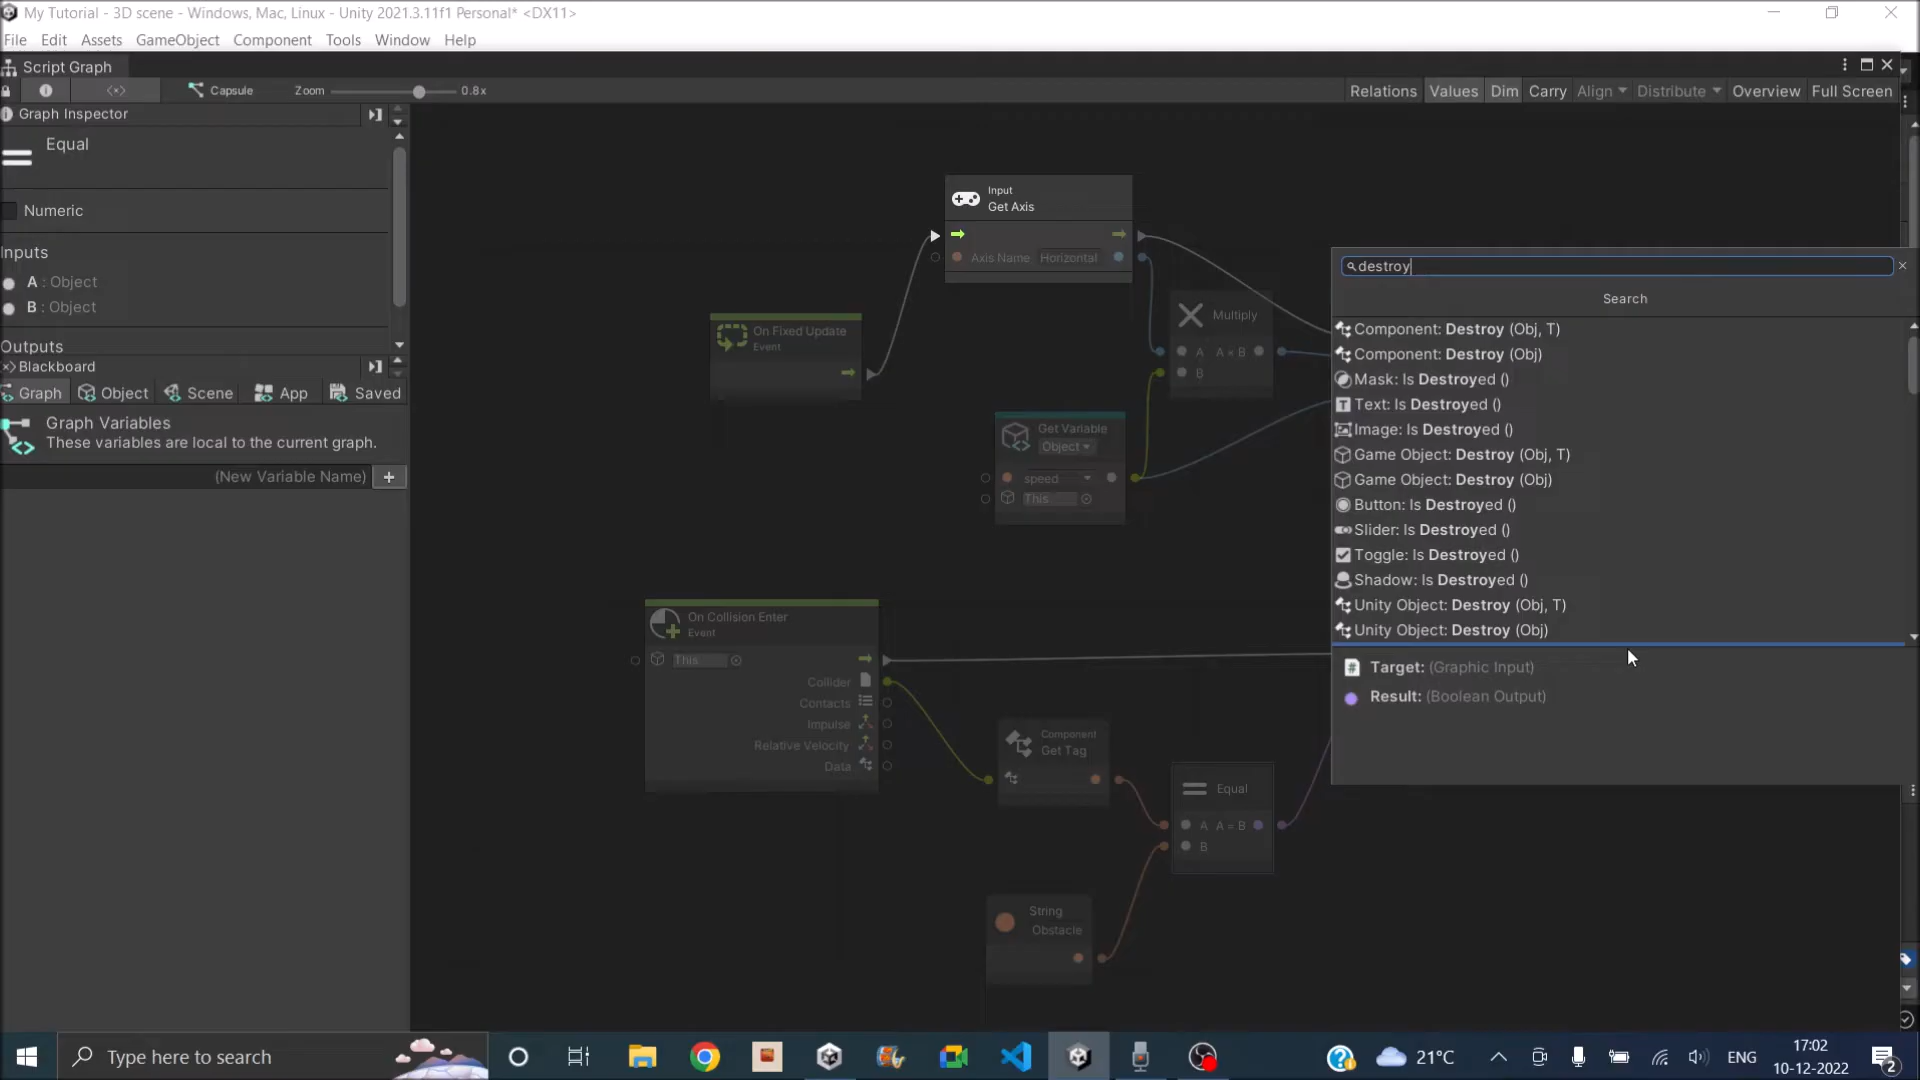 My Tutorial - 3D scene - Windows, Mac, Linux - Unity 2021.3.11f1 Personal* <DX11>
File Edit Assets GameObject Component Tools Window Help
Script Graph
Capsule Zoom 0.8x Relations Values Dim Carry Align Distribute Overview Full Screen
Graph Inspector
Equal
Numeric
Inputs
A : Object
B : Object
Outputs
Blackboard
Graph Object Scene App Saved
Graph Variables
These variables are local to the current graph.
(New Variable Name) +
Input
Get Axis
Axis Name Horizontal
On Fixed Update
Event
Multiply
A A × B
B
Get Variable
Object
speed
This
On Collision Enter
Event
This
Collider
Contacts
Impulse
Relative Velocity
Data
Component
Get Tag
Equal
A A = B
B
String
Obstacle
destroy
Search
Component: Destroy (Obj, T)
Component: Destroy (Obj)
Mask: Is Destroyed ()
Text: Is Destroyed ()
Image: Is Destroyed ()
Game Object: Destroy (Obj, T)
Game Object: Destroy (Obj)
Button: Is Destroyed ()
Slider: Is Destroyed ()
Toggle: Is Destroyed ()
Shadow: Is Destroyed ()
Unity Object: Destroy (Obj, T)
Unity Object: Destroy (Obj)
Target: (Graphic Input)
Result: (Boolean Output)
Type here to search
21°C ENG
17:02
10-12-2022
2